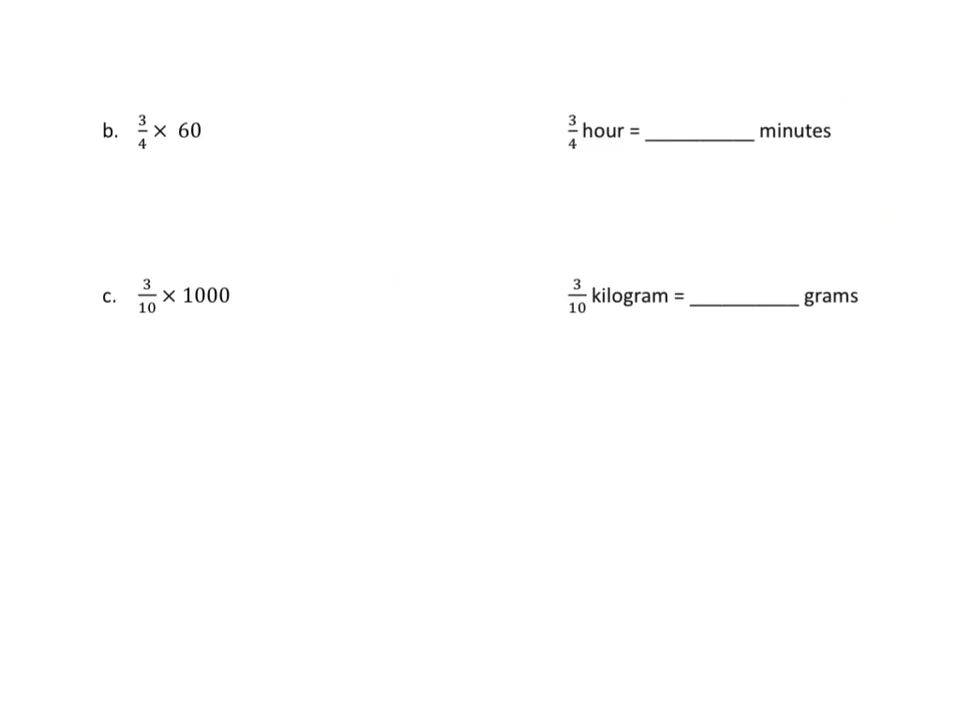 b. 3/4 × 60
3/4 hour = __________ minutes
c. 3/10 × 1000
3/10 kilogram = __________ grams